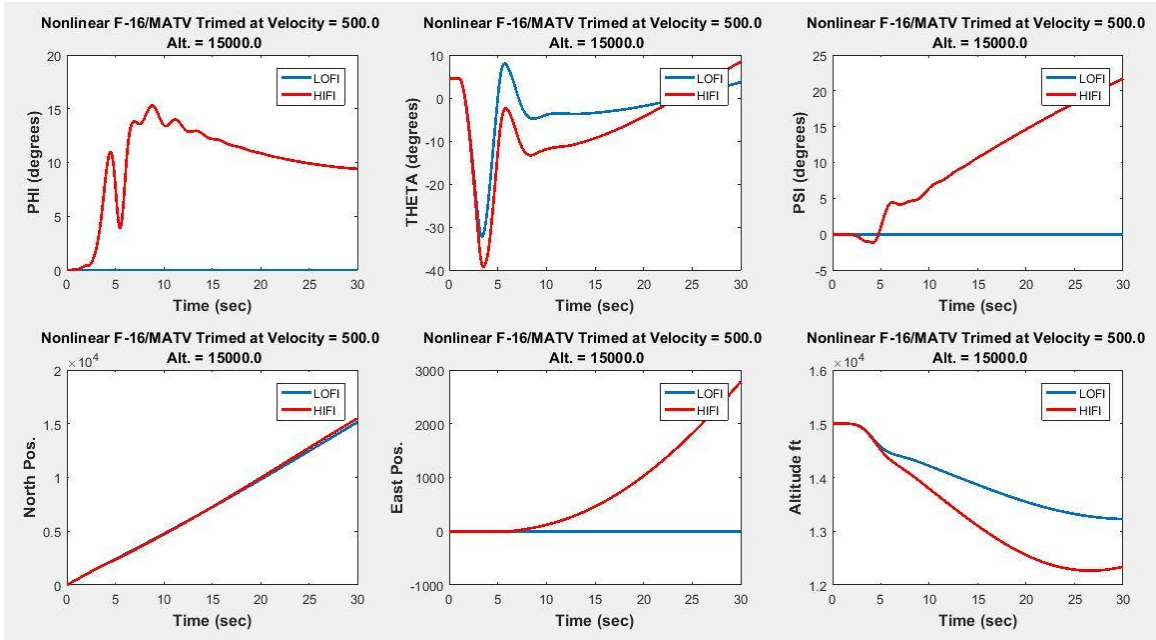 Nonlinear F-16/MATV Trimed at Velocity = 500.0
Alt. = 15000.0
PHI (degrees)
20
15
10
5
0
0 5 10 15 20 25 30
Time (sec)
LOFI
HIFI
Nonlinear F-16/MATV Trimed at Velocity = 500.0
Alt. = 15000.0
THETA (degrees)
10
0
-10
-20
-30
-40
0 5 10 15 20 25 30
Time (sec)
LOFI
HIFI
Nonlinear F-16/MATV Trimed at Velocity = 500.0
Alt. = 15000.0
PSI (degrees)
25
20
15
10
5
0
-5
0 5 10 15 20 25 30
Time (sec)
LOFI
HIFI
Nonlinear F-16/MATV Trimed at Velocity = 500.0
Alt. = 15000.0
× 10^4
North Pos.
2
1.5
1
0.5
0
0 5 10 15 20 25 30
Time (sec)
LOFI
HIFI
Nonlinear F-16/MATV Trimed at Velocity = 500.0
Alt. = 15000.0
East Pos.
3000
2000
1000
0
-1000
0 5 10 15 20 25 30
Time (sec)
LOFI
HIFI
Nonlinear F-16/MATV Trimed at Velocity = 500.0
Alt. = 15000.0
× 10^4
Altitude ft
1.6
1.5
1.4
1.3
1.2
0 5 10 15 20 25 30
Time (sec)
LOFI
HIFI